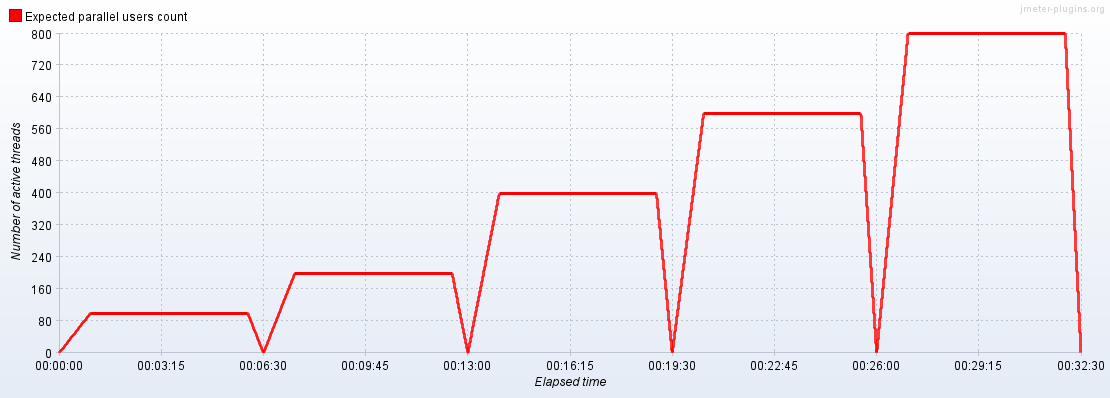 jmeter-plugins.org
Expected parallel users count
800
720
640
560
480
400
320
240
160
80
0
Number of active threads
00:00:00 00:03:15 00:06:30 00:09:45 00:13:00 00:16:15 00:19:30 00:22:45 00:26:00 00:29:15 00:32:30
Elapsed time